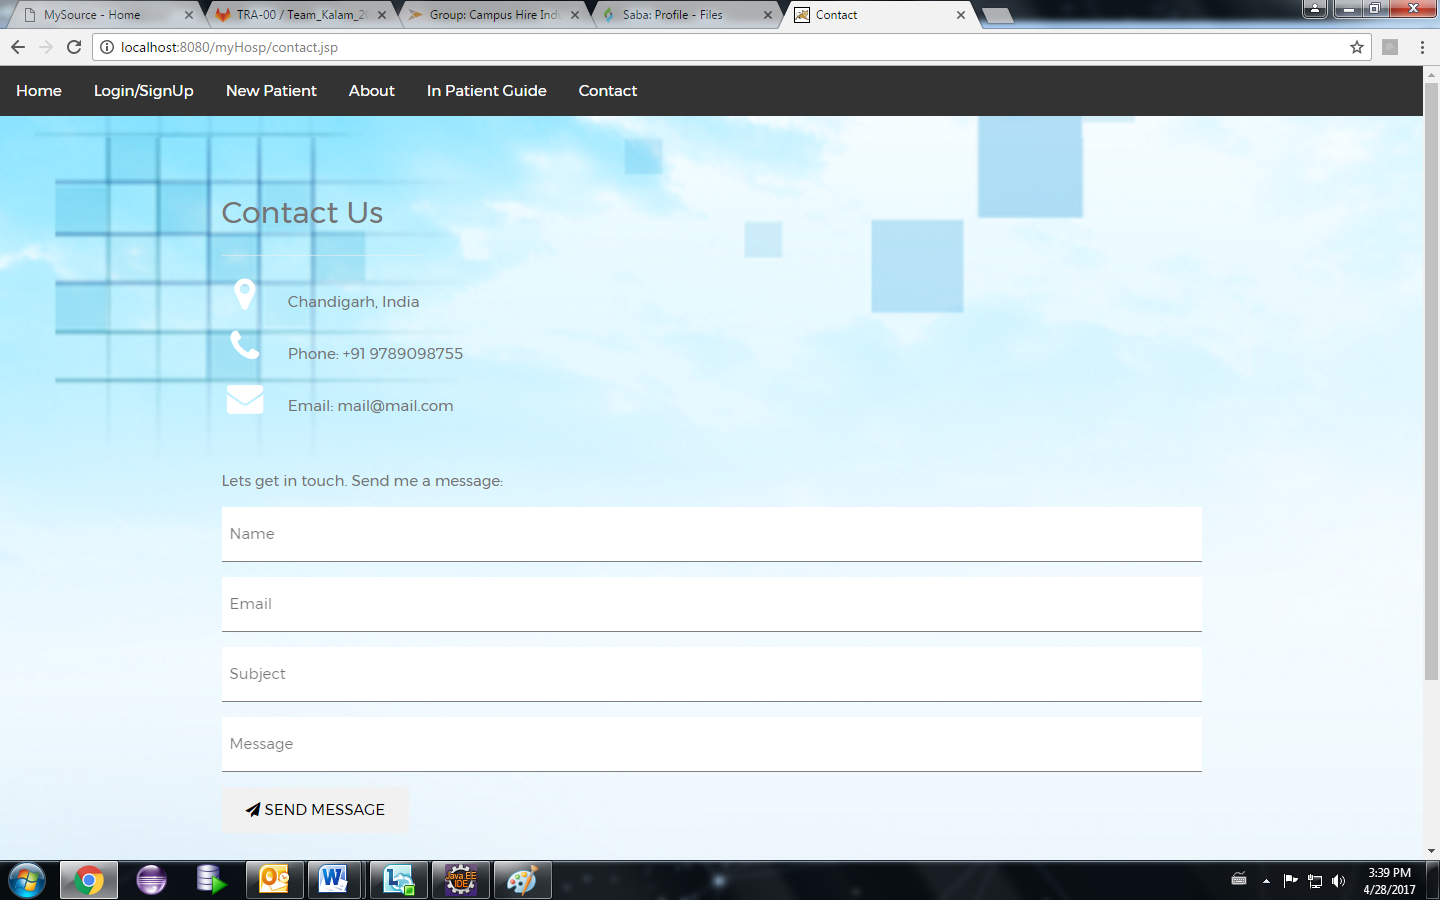 MySource - Home
TRA-00 / Team_Kalam_20
Group: Campus Hire Ind
Saba: Profile - Files
Contact
localhost:8080/myHosp/contact.jsp
Home Login/SignUp New Patient About In Patient Guide Contact
Contact Us
Chandigarh, India
Phone: +91 9789098755
Email: mail@mail.com
Lets get in touch. Send me a message:
Name
Email
Subject
Message
SEND MESSAGE
Java EE
IDE
3:39 PM
4/28/2017